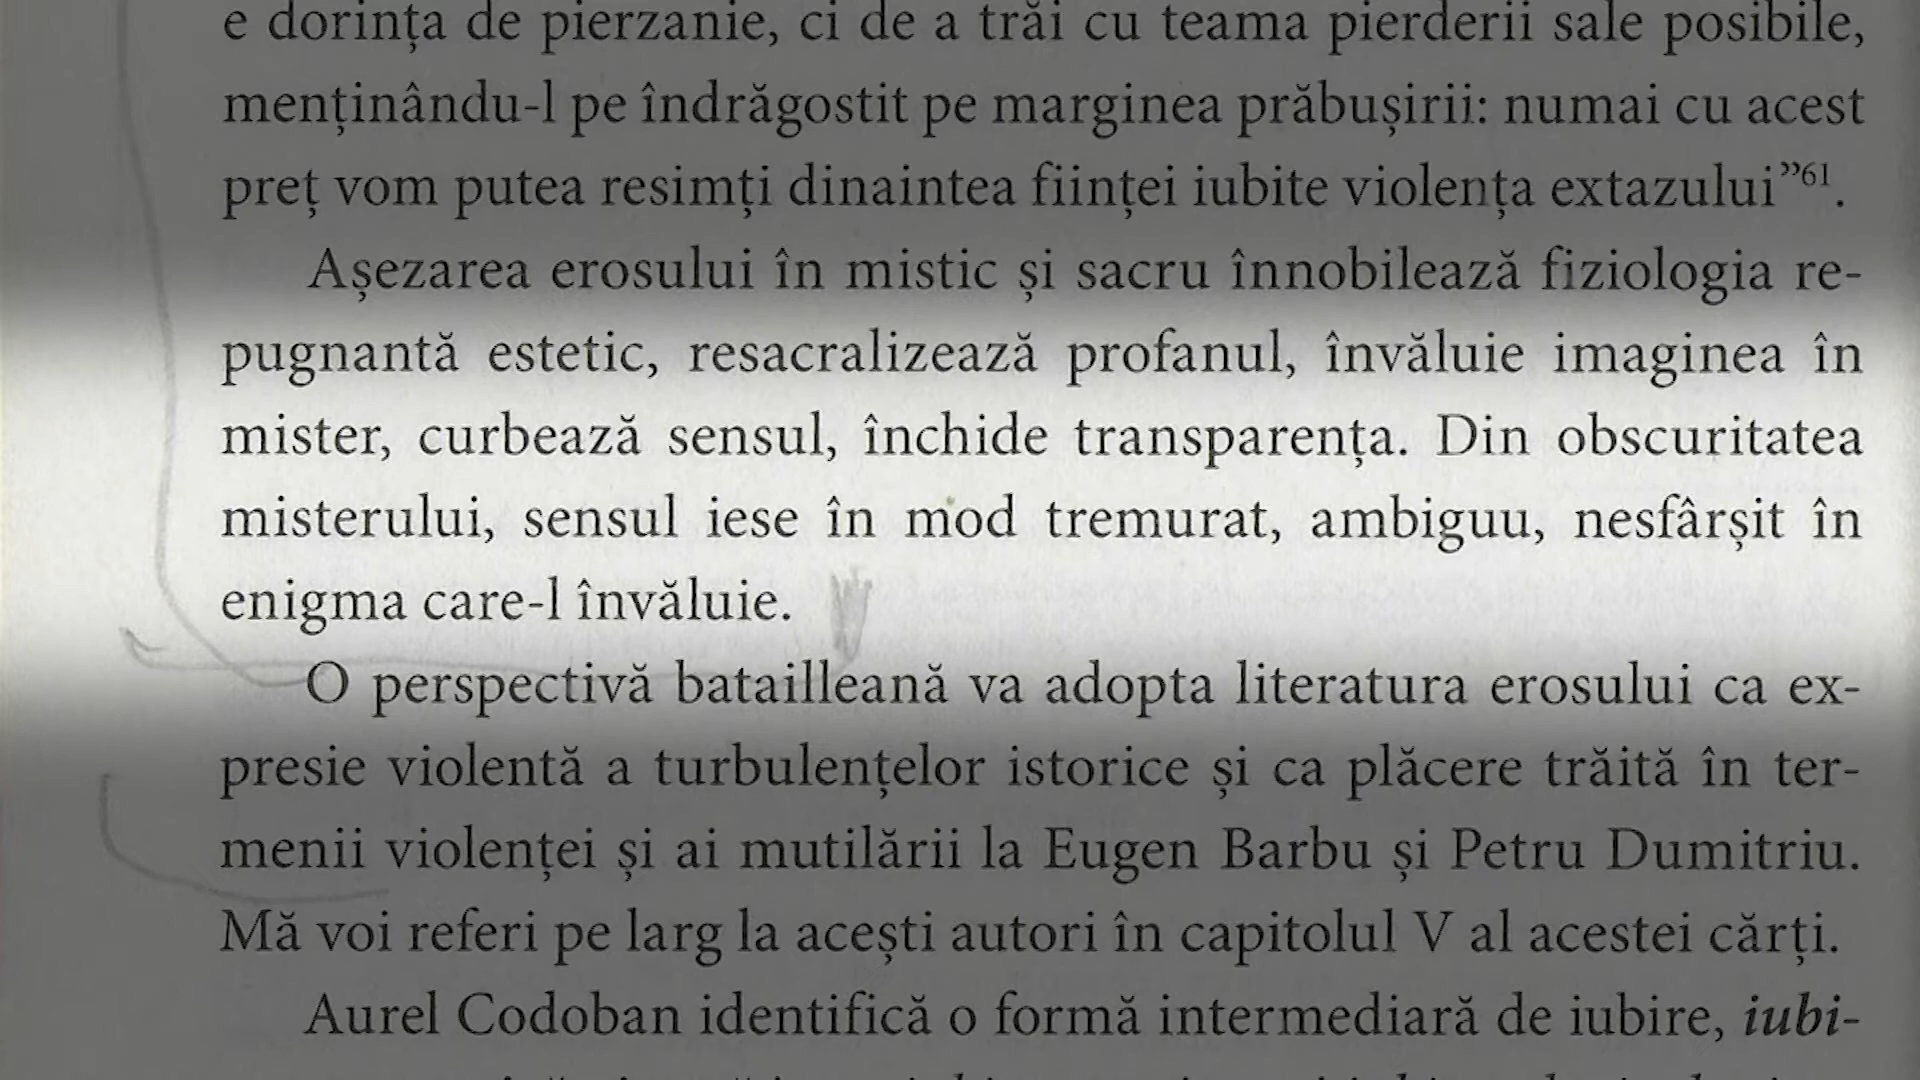 e dorința de pierzanie, ci de a trăi cu teama pierderii sale posibile,
menținându-l pe îndrăgostit pe marginea prăbușirii: numai cu acest
preț vom putea resimți dinaintea ființei iubite violența extazului”61.
Așezarea erosului în mistic și sacru înnobilează fiziologia re-
pugnantă estetic, resacralizează profanul, învăluie imaginea în
mister, curbează sensul, închide transparența. Din obscuritatea
misterului, sensul iese în mod tremurat, ambiguu, nesfârșit în
enigma care-l învăluie.
O perspectivă batailleană va adopta literatura erosului ca ex-
presie violentă a turbulențelor istorice și ca plăcere trăită în ter-
menii violenței și ai mutilării la Eugen Barbu și Petru Dumitriu.
Mă voi referi pe larg la acești autori în capitolul V al acestei cărți.
Aurel Codoban identifică o formă intermediară de iubire, iubi-